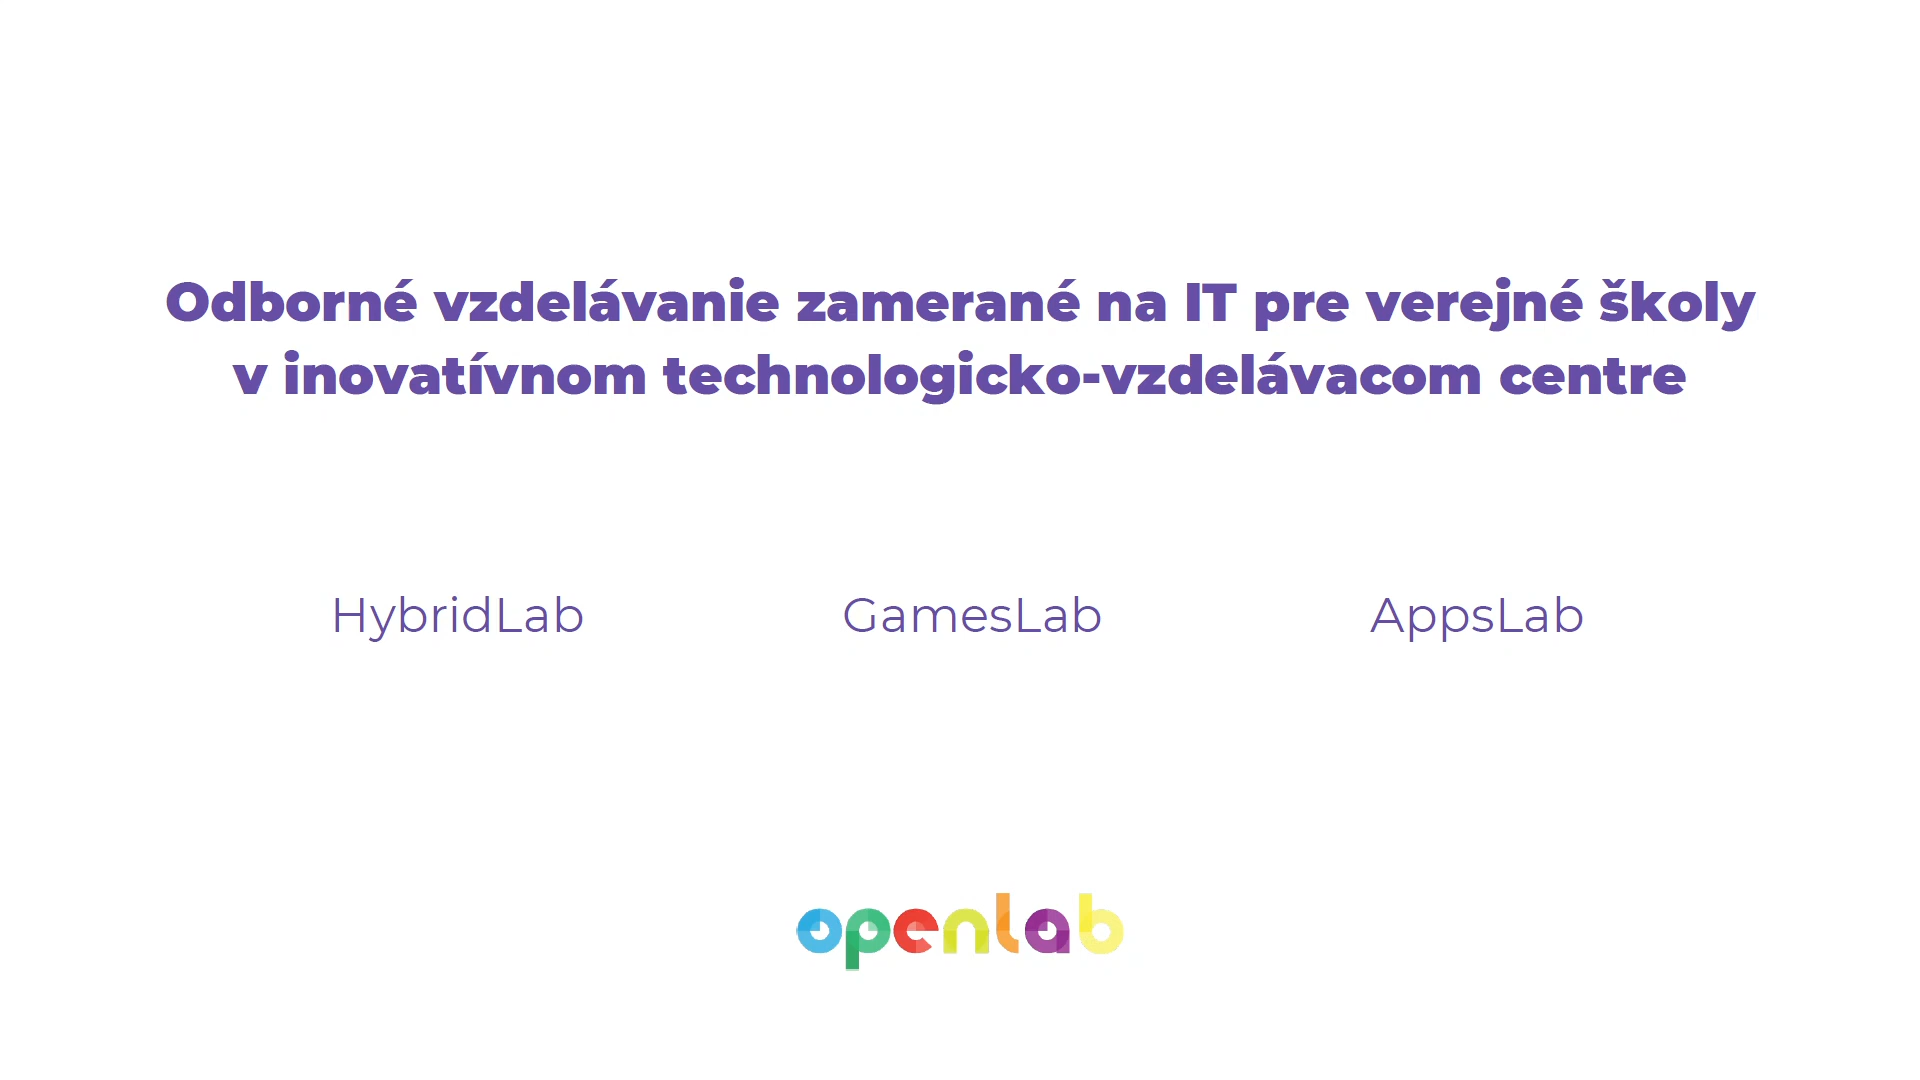 Odborné vzdelávanie zamerané na IT pre verejné školy
v inovatívnom technologicko-vzdelávacom centre
HybridLab GamesLab AppsLab
openlab